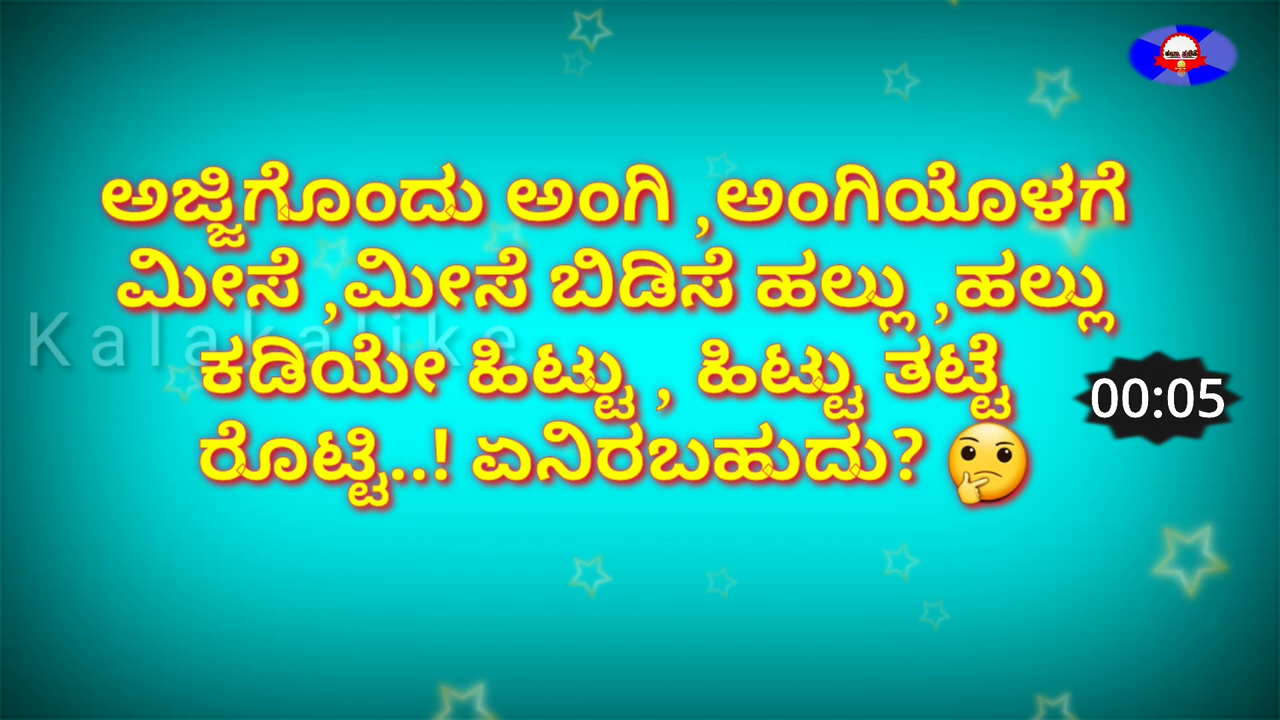 ಅಜ್ಜಿಗೊಂದು ಅಂಗಿ ,ಅಂಗಿಯೊಳಗೆ
ಮೀಸೆ ,ಮೀಸೆ ಬಿಡಿಸೆ ಹಲ್ಲು ,ಹಲ್ಲು
Kalakalike
ಕಡಿಯೇ ಹಿಟ್ಟು , ಹಿಟ್ಟು ತಟ್ಟೆ
00:05
ರೊಟ್ಟಿ..! ಏನಿರಬಹುದು? 🤔